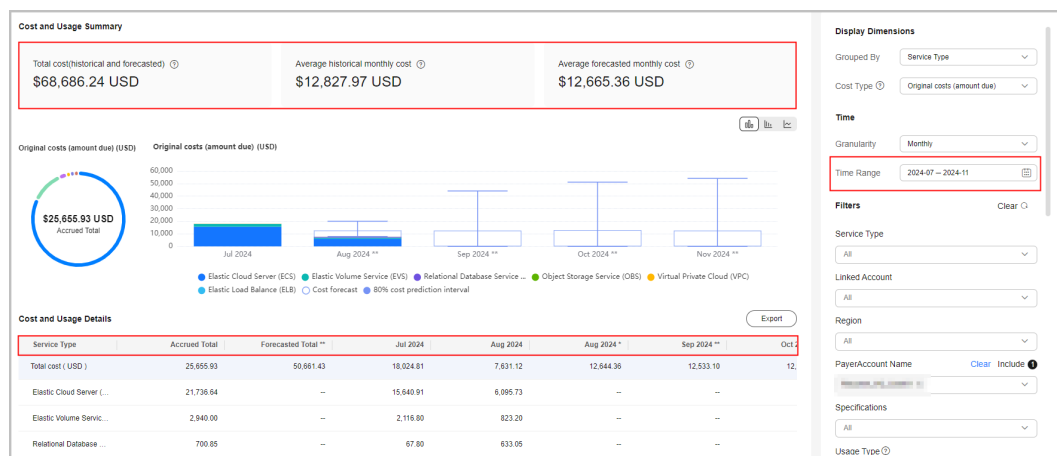 Cost and Usage Summary
Total cost(historical and forecasted)
$68,686.24 USD
Average historical monthly cost
$12,827.97 USD
Average forecasted monthly cost
$12,665.36 USD
Original costs (amount due) (USD)
$25,655.93 USD
Accrued Total
Original costs (amount due) (USD)
60,000
50,000
40,000
30,000
20,000
10,000
0
Jul 2024 Aug 2024 ** Sep 2024 ** Oct 2024 ** Nov 2024 **
Elastic Cloud Server (ECS) Elastic Volume Service (EVS) Relational Database Service ... Object Storage Service (OBS) Virtual Private Cloud (VPC)
Elastic Load Balance (ELB) Cost forecast 80% cost prediction interval
Cost and Usage Details
Export
Service Type Accrued Total Forecasted Total ** Jul 2024 Aug 2024 Aug 2024 * Sep 2024 ** Oct 2
Total cost ( USD ) 25,655.93 50,661.43 18,024.81 7,631.12 12,644.36 12,533.10 12,
Elastic Cloud Server (... 21,736.64 -- 15,640.91 6,095.73 -- --
Elastic Volume Servic... 2,940.00 -- 2,116.80 823.20 -- --
Relational Database ... 700.85 -- 67.80 633.05 -- --
Display Dimensions
Grouped By Service Type
Cost Type Original costs (amount due)
Time
Granularity Monthly
Time Range 2024-07 – 2024-11
Filters Clear
Service Type
All
Linked Account
All
Region
All
PayerAccount Name Clear Include 1
Specifications
All
Usage Type